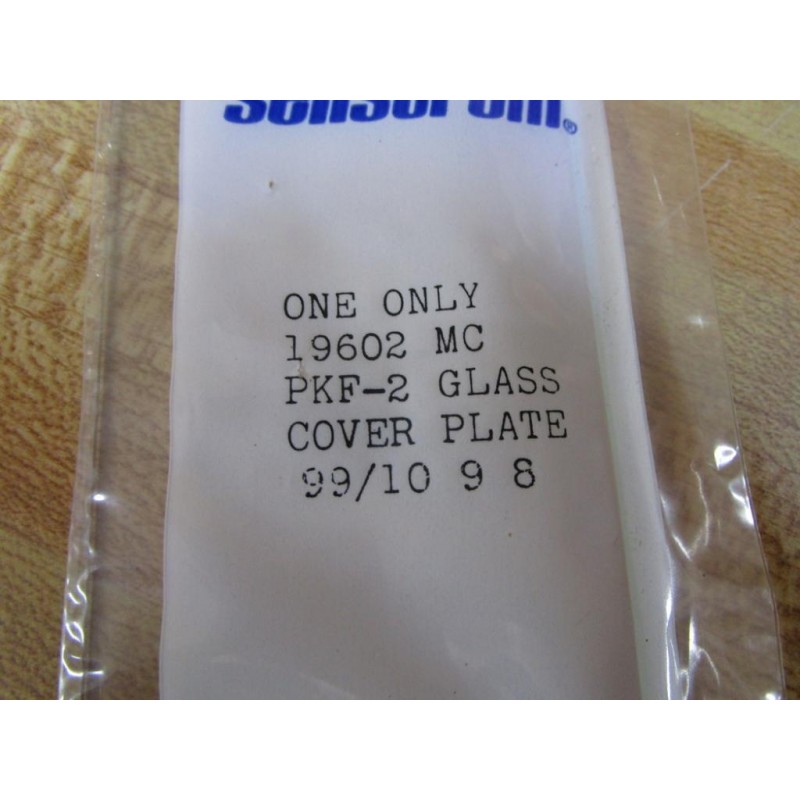 ONE ONLY
19602 MC
PKF-2 GLASS
COVER PLATE
99/10 9 8